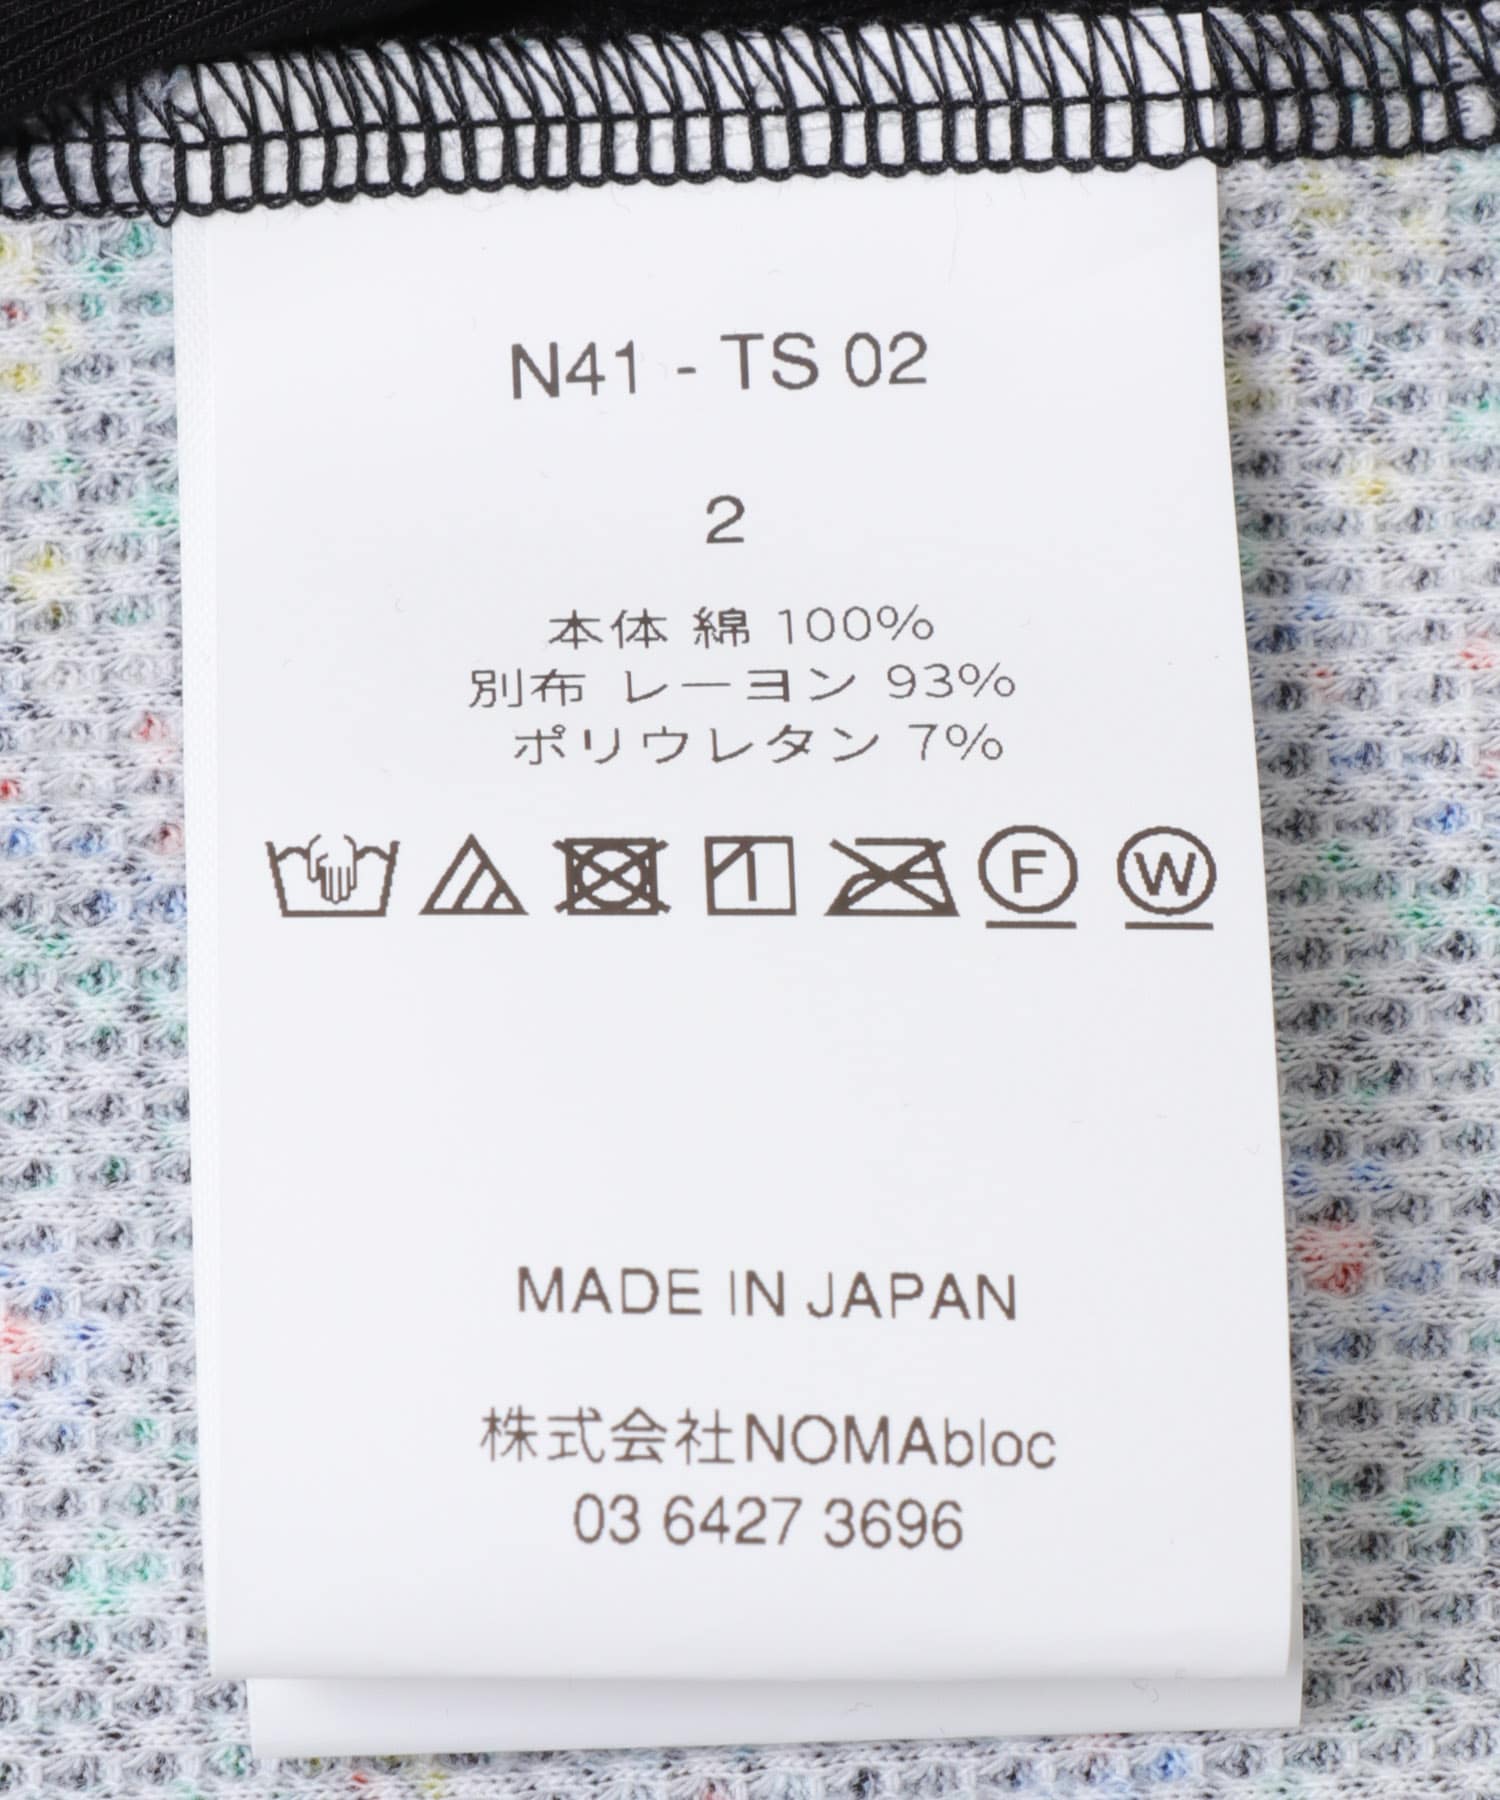 N41 - TS 02
2
本体 綿 100%
別布 レーヨン 93%
ポリウレタン 7%
F W
MADE IN JAPAN
株式会社NOMAbloc
03 6427 3696